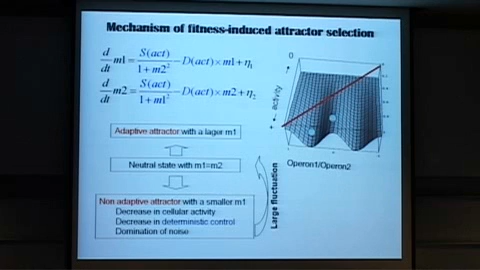 Mechanism of fitness-induced attractor selection
d/dt m1 = S(act)/(1+m2²) − D(act)×m1+η₁
d/dt m2 = S(act)/(1+m1²) − D(act)×m2+η₂
0
activity
Adaptive attractor with a lager m1
Neutral state with m1=m2
Operon1/Operon2
Non adaptive attractor with a smaller m1
Decrease in cellular activity
Decrease in deterministic control
Domination of noise
Large fluctuation